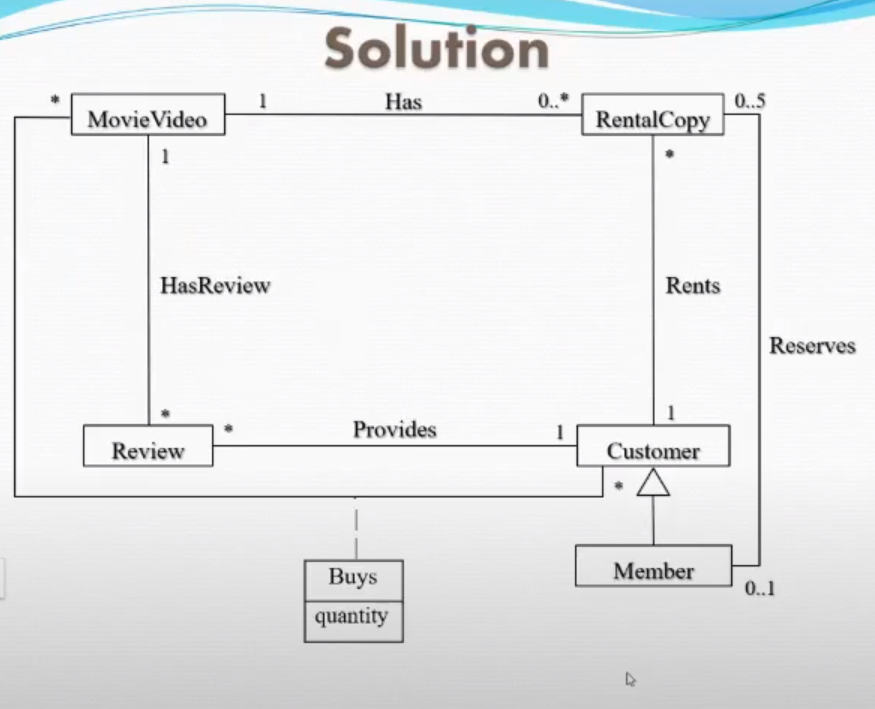 Solution
* 1 Has 0..* 0..5
MovieVideo RentalCopy
1 *
HasReview Rents
Reserves
* 1
* Provides 1
Review Customer
*
Buys Member
0..1
quantity